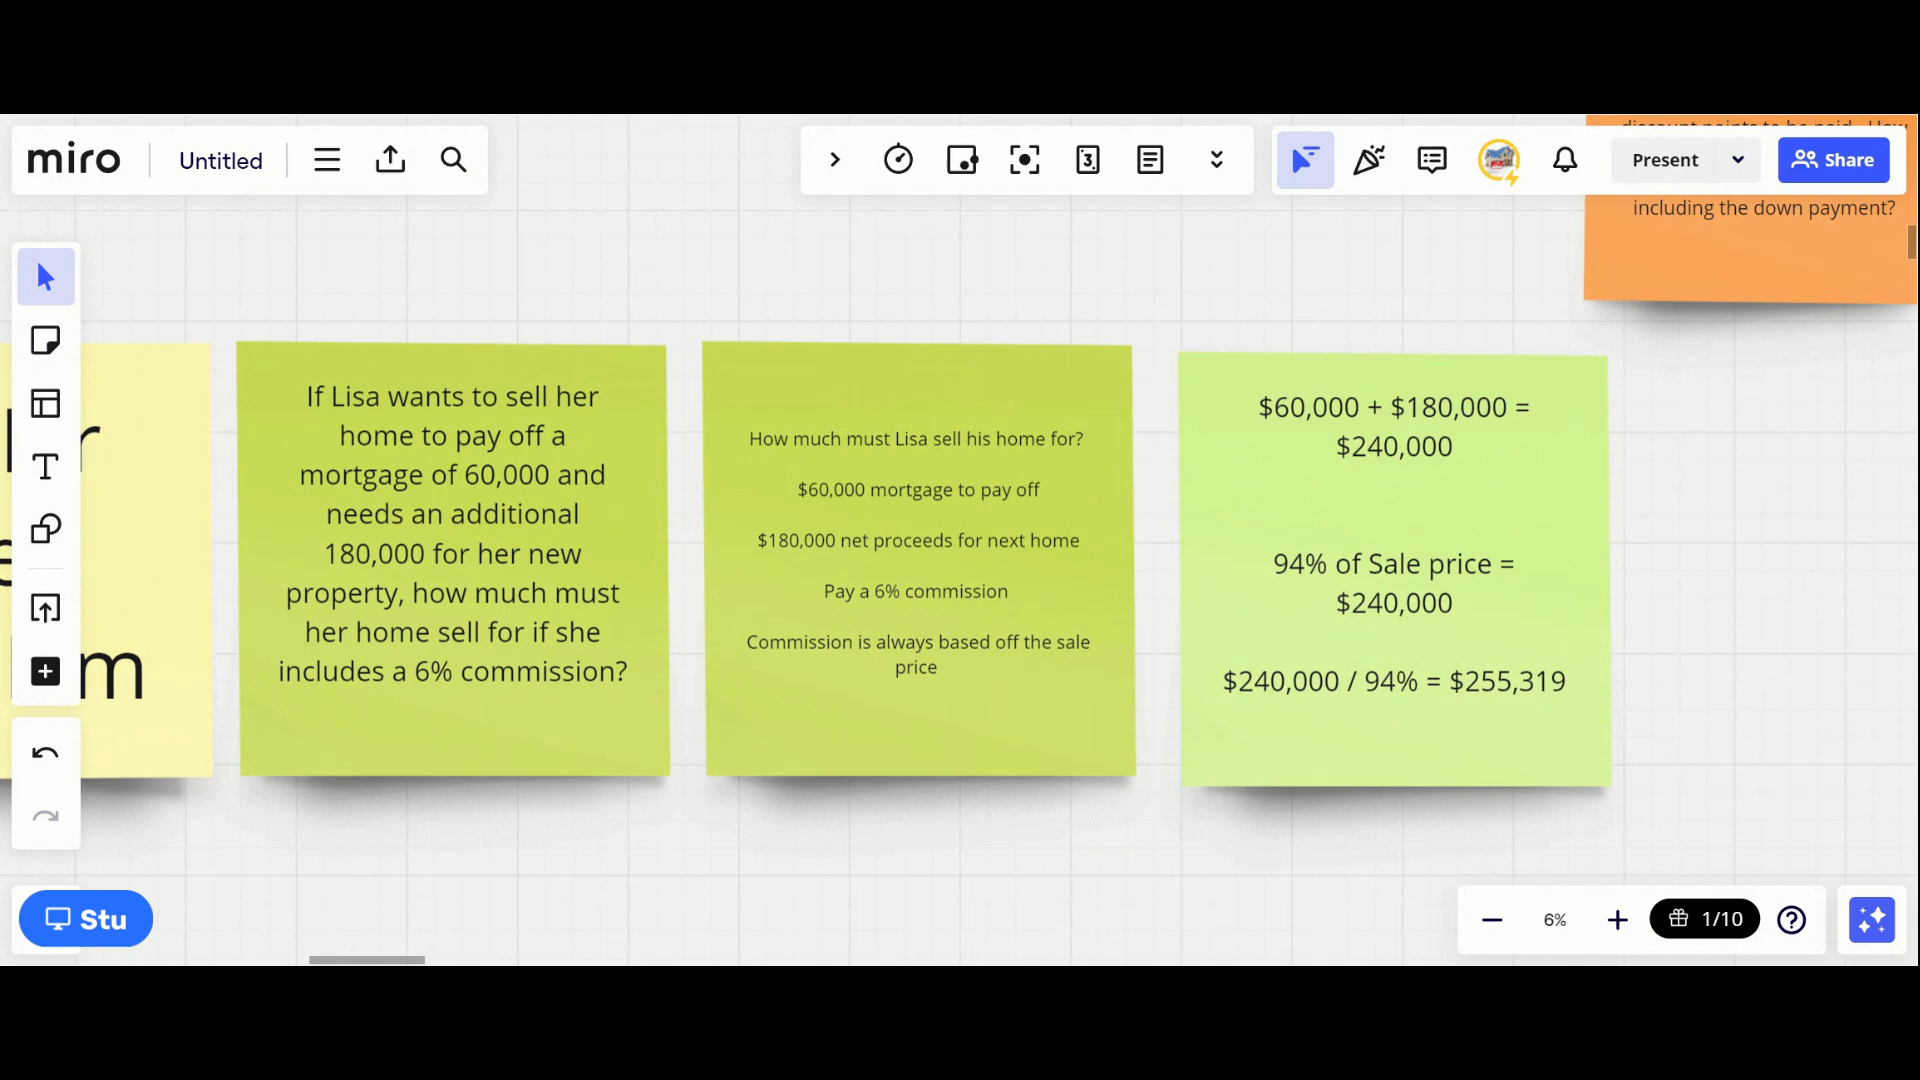 miro
Untitled
3
Present
Share
including the down payment?
If Lisa wants to sell her
home to pay off a
mortgage of 60,000 and
needs an additional
180,000 for her new
property, how much must
her home sell for if she
includes a 6% commission?
How much must Lisa sell his home for?
$60,000 mortgage to pay off
$180,000 net proceeds for next home
Pay a 6% commission
Commission is always based off the sale
price
$60,000 + $180,000 =
$240,000
94% of Sale price =
$240,000
$240,000 / 94% = $255,319
Stu
6%
1/10